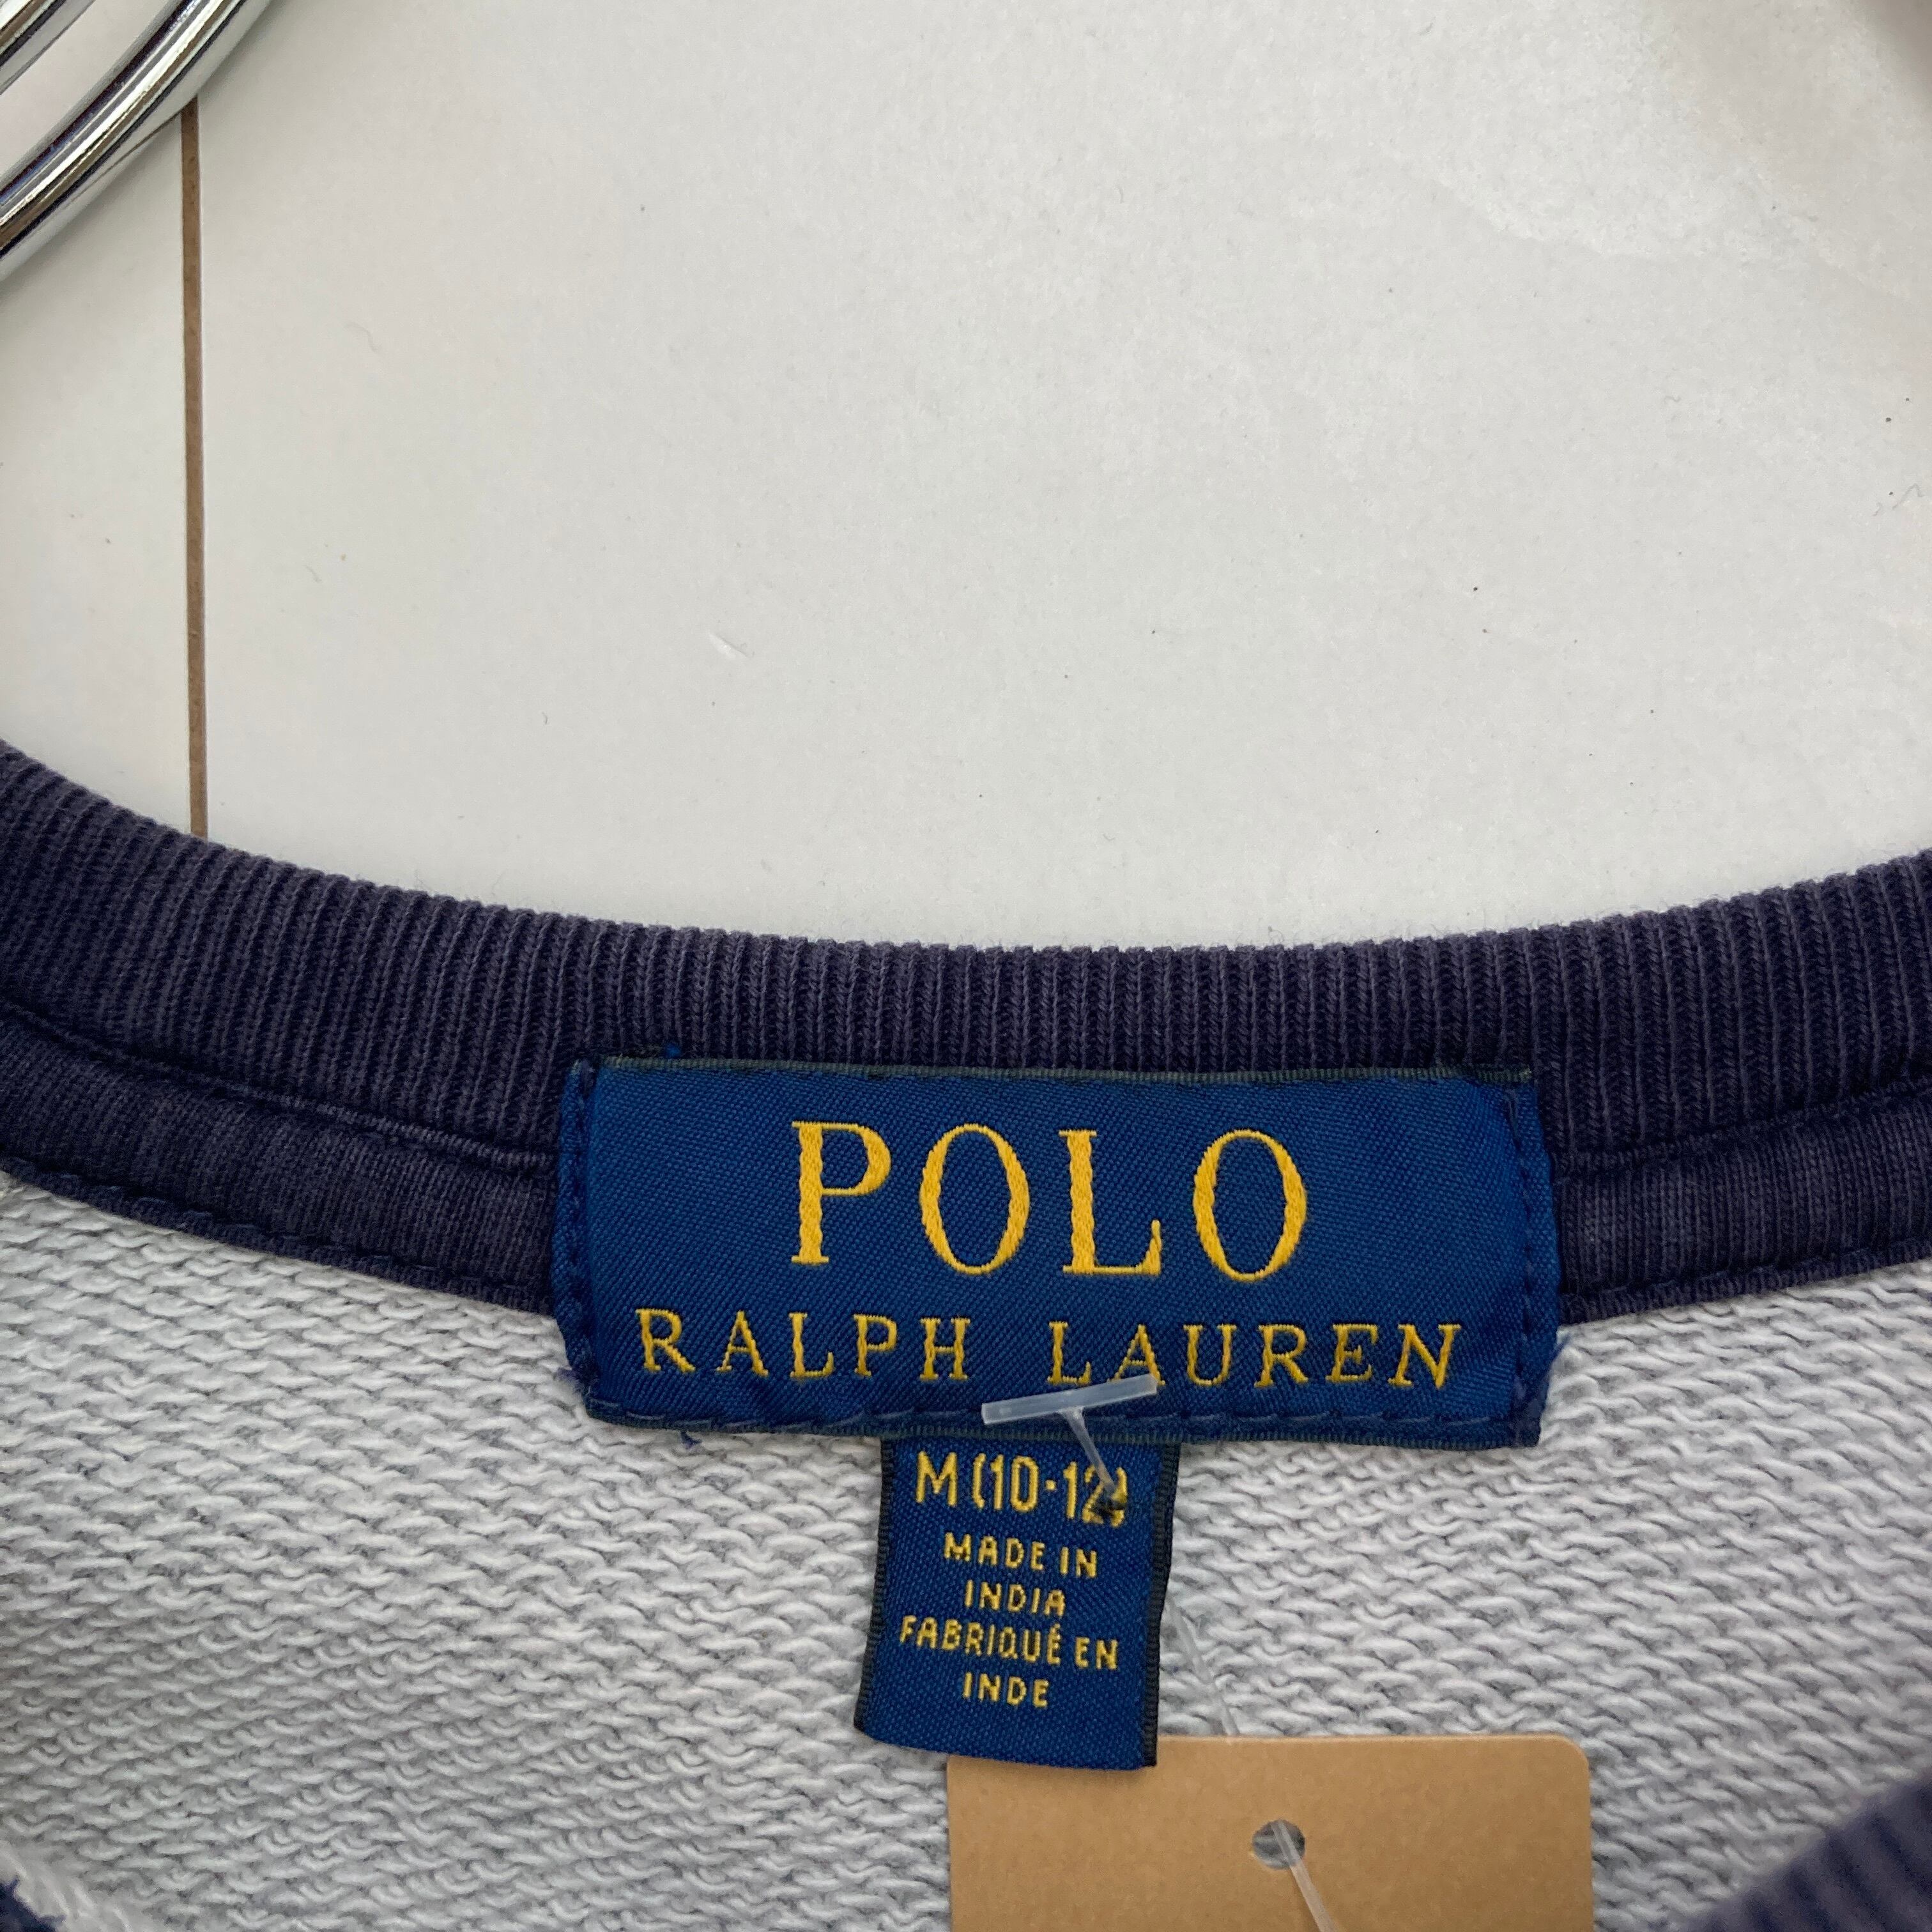 POLO
RALPH LAUREN
M (10-12)
MADE IN
INDIA
FABRIQUÉ EN
INDE